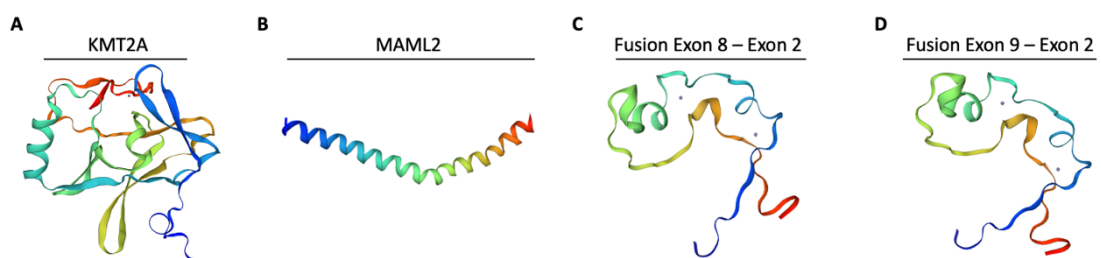 A
KMT2A
B
MAML2
C
Fusion Exon 8 – Exon 2
D
Fusion Exon 9 – Exon 2